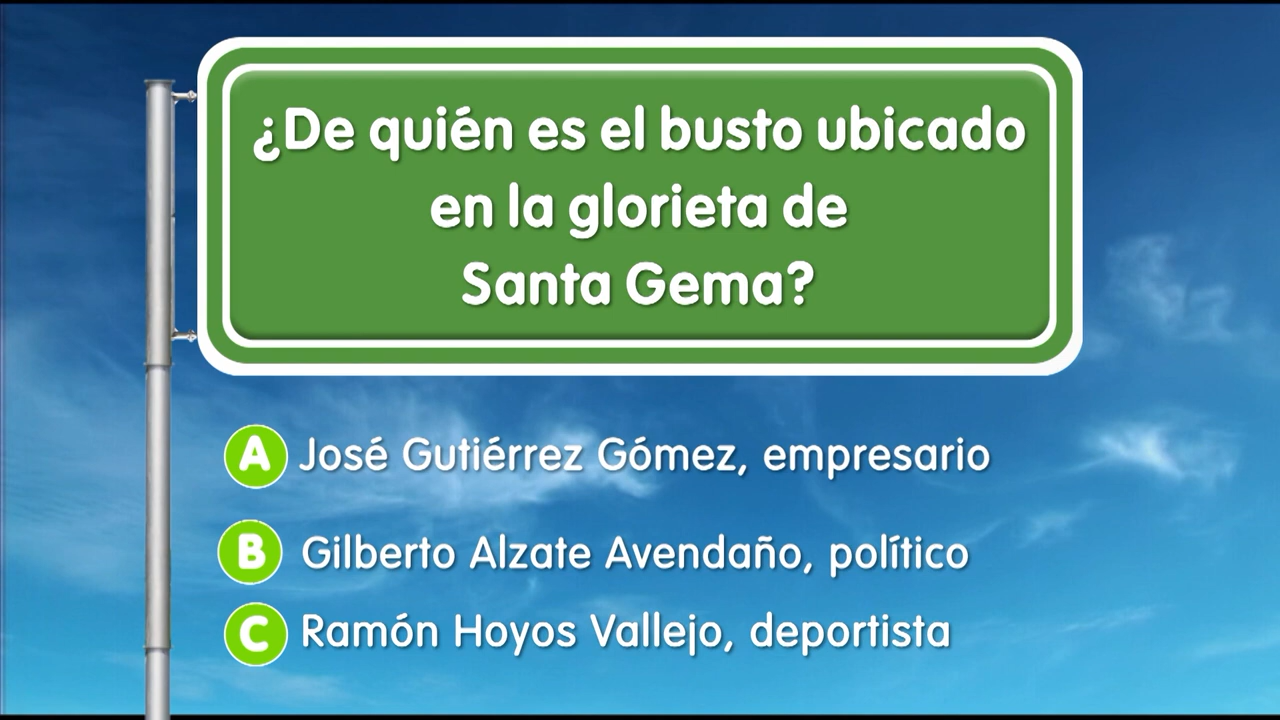 ¿De quién es el busto ubicado
en la glorieta de
Santa Gema?
A José Gutiérrez Gómez, empresario
B Gilberto Alzate Avendaño, político
C Ramón Hoyos Vallejo, deportista